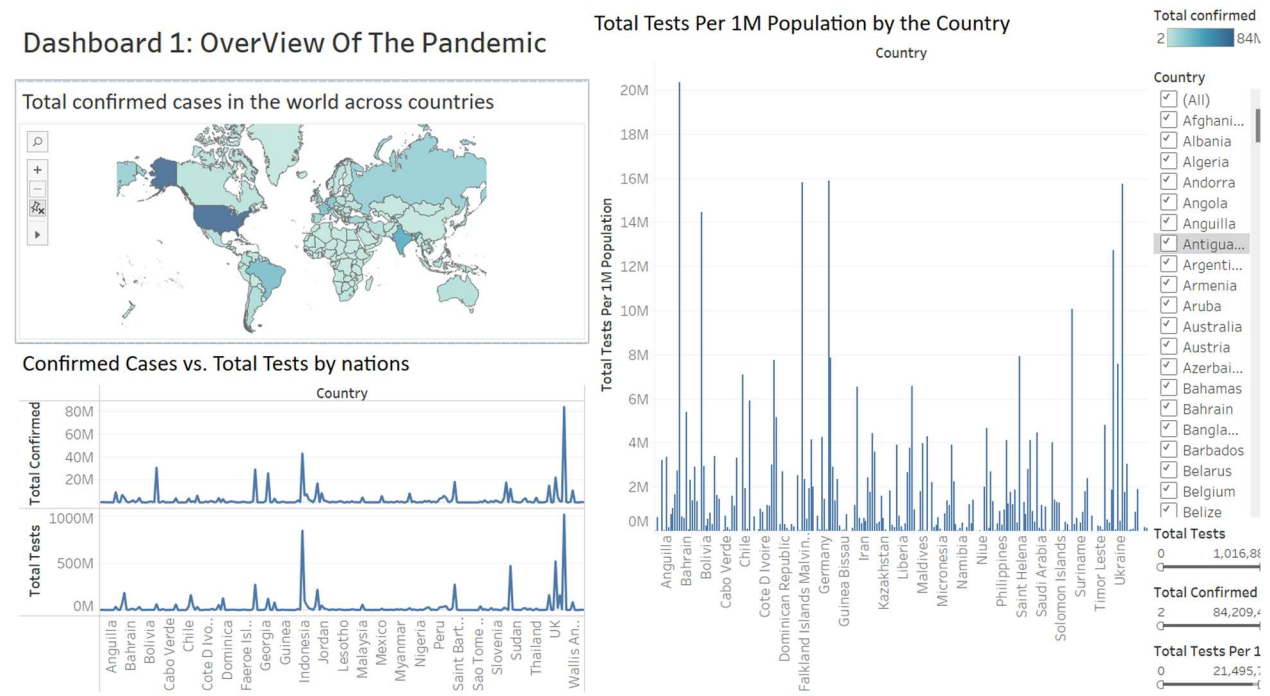 Dashboard 1: OverView Of The Pandemic
Total confirmed cases in the world across countries
Confirmed Cases vs. Total Tests by nations
Country
Total Confirmed
80M
60M
40M
20M
Total Tests
1000M
500M
0M
Anguilla
Bahrain
Bolivia
Cabo Verde
Chile
Cote D Ivo..
Dominica
Faeroe Isl..
Georgia
Guinea
Indonesia
Jordan
Lesotho
Malaysia
Mexico
Myanmar
Nigeria
Peru
Saint Bart..
Sao Tome ..
Slovenia
Sudan
Thailand
UK
Wallis An..
Total Tests Per 1M Population by the Country
Country
Total Tests Per 1M Population
20M
18M
16M
14M
12M
10M
8M
6M
4M
2M
0M
Anguilla
Bahrain
Bolivia
Cabo Verde
Chile
Cote D Ivoire
Dominican Republic
Falkland Islands Malvin..
Germany
Guinea Bissau
Iran
Kazakhstan
Liberia
Maldives
Micronesia
Namibia
Niue
Philippines
Saint Helena
Saudi Arabia
Solomon Islands
Suriname
Timor Leste
Ukraine
Total confirmed
2 84M
Country
(All)
Afghani...
Albania
Algeria
Andorra
Angola
Anguilla
Antigua...
Argenti...
Armenia
Aruba
Australia
Austria
Azerbai...
Bahamas
Bahrain
Bangla...
Barbados
Belarus
Belgium
Belize
Total Tests
0 1,016,88
Total Confirmed
2 84,209,4
Total Tests Per 1
0 21,495,7